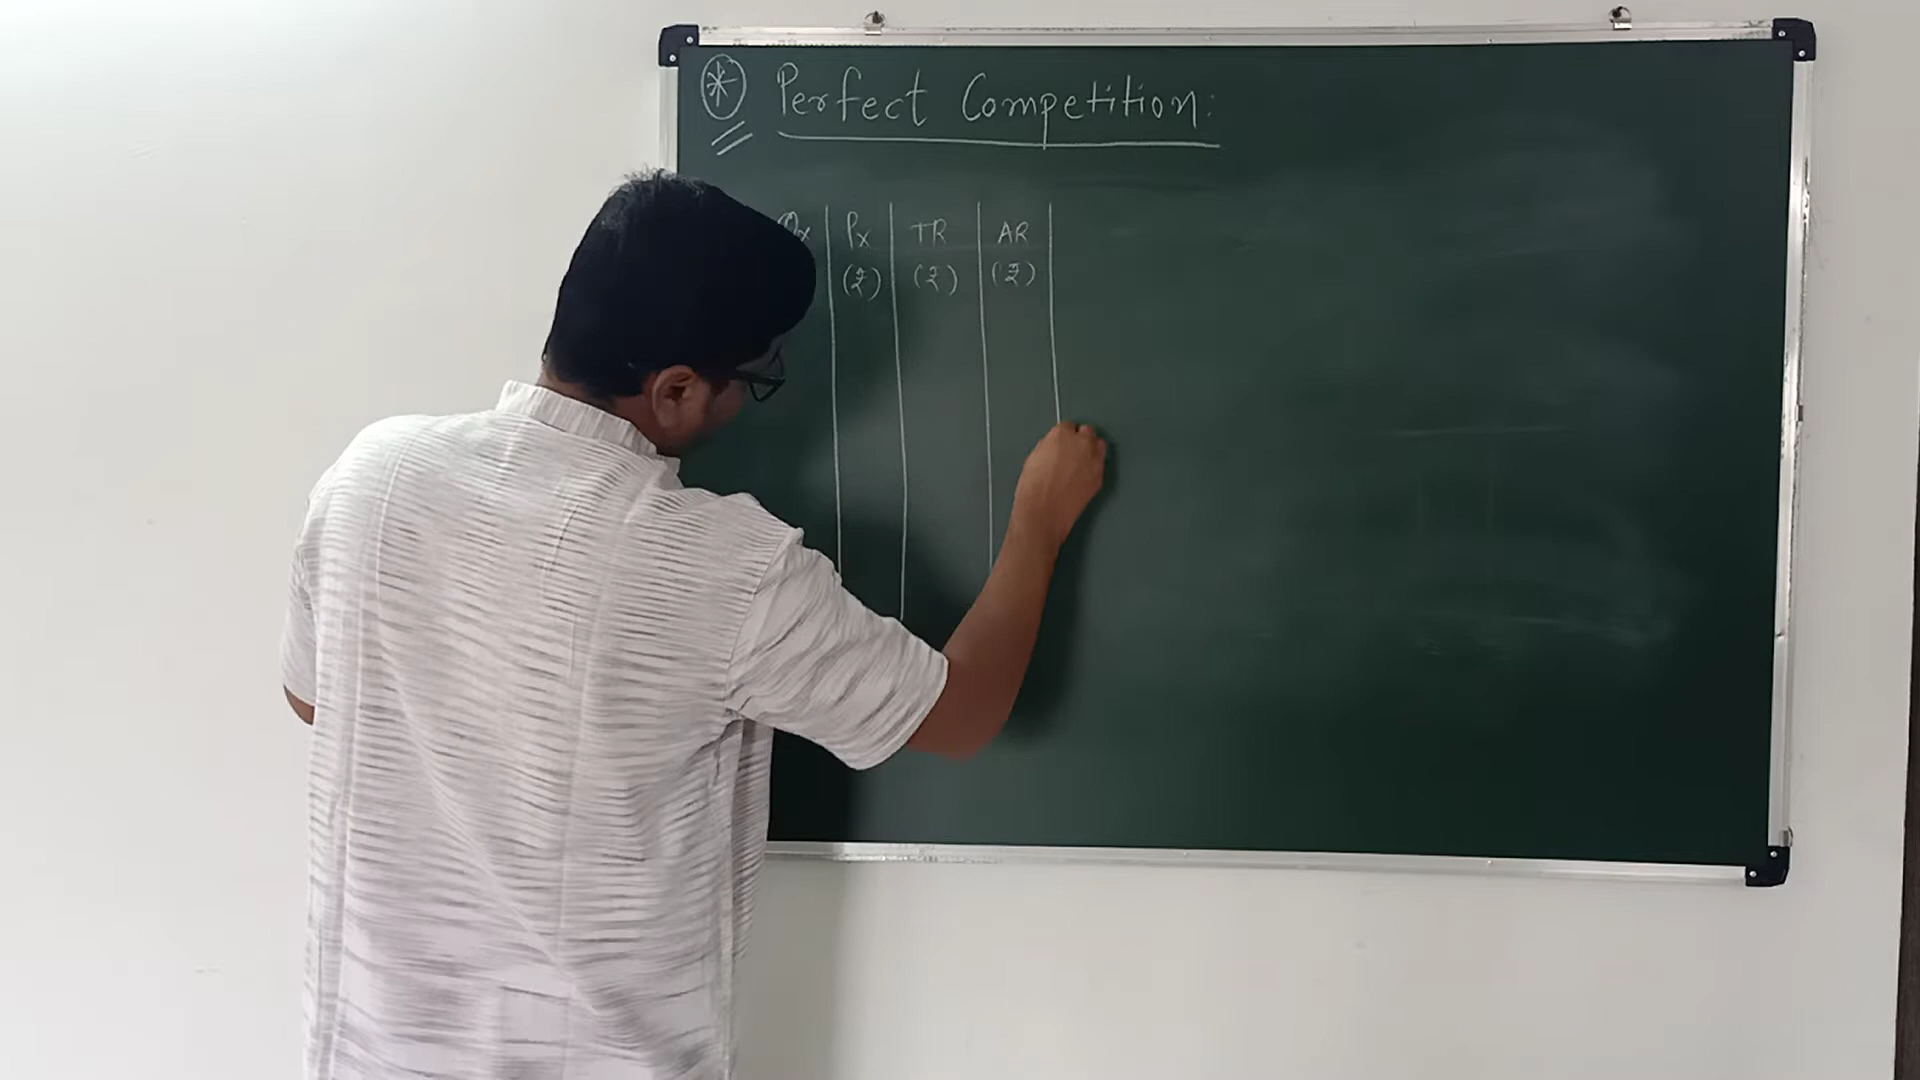 * Perfect Competition:
Qx Px TR AR
(₹) (₹) (₹)